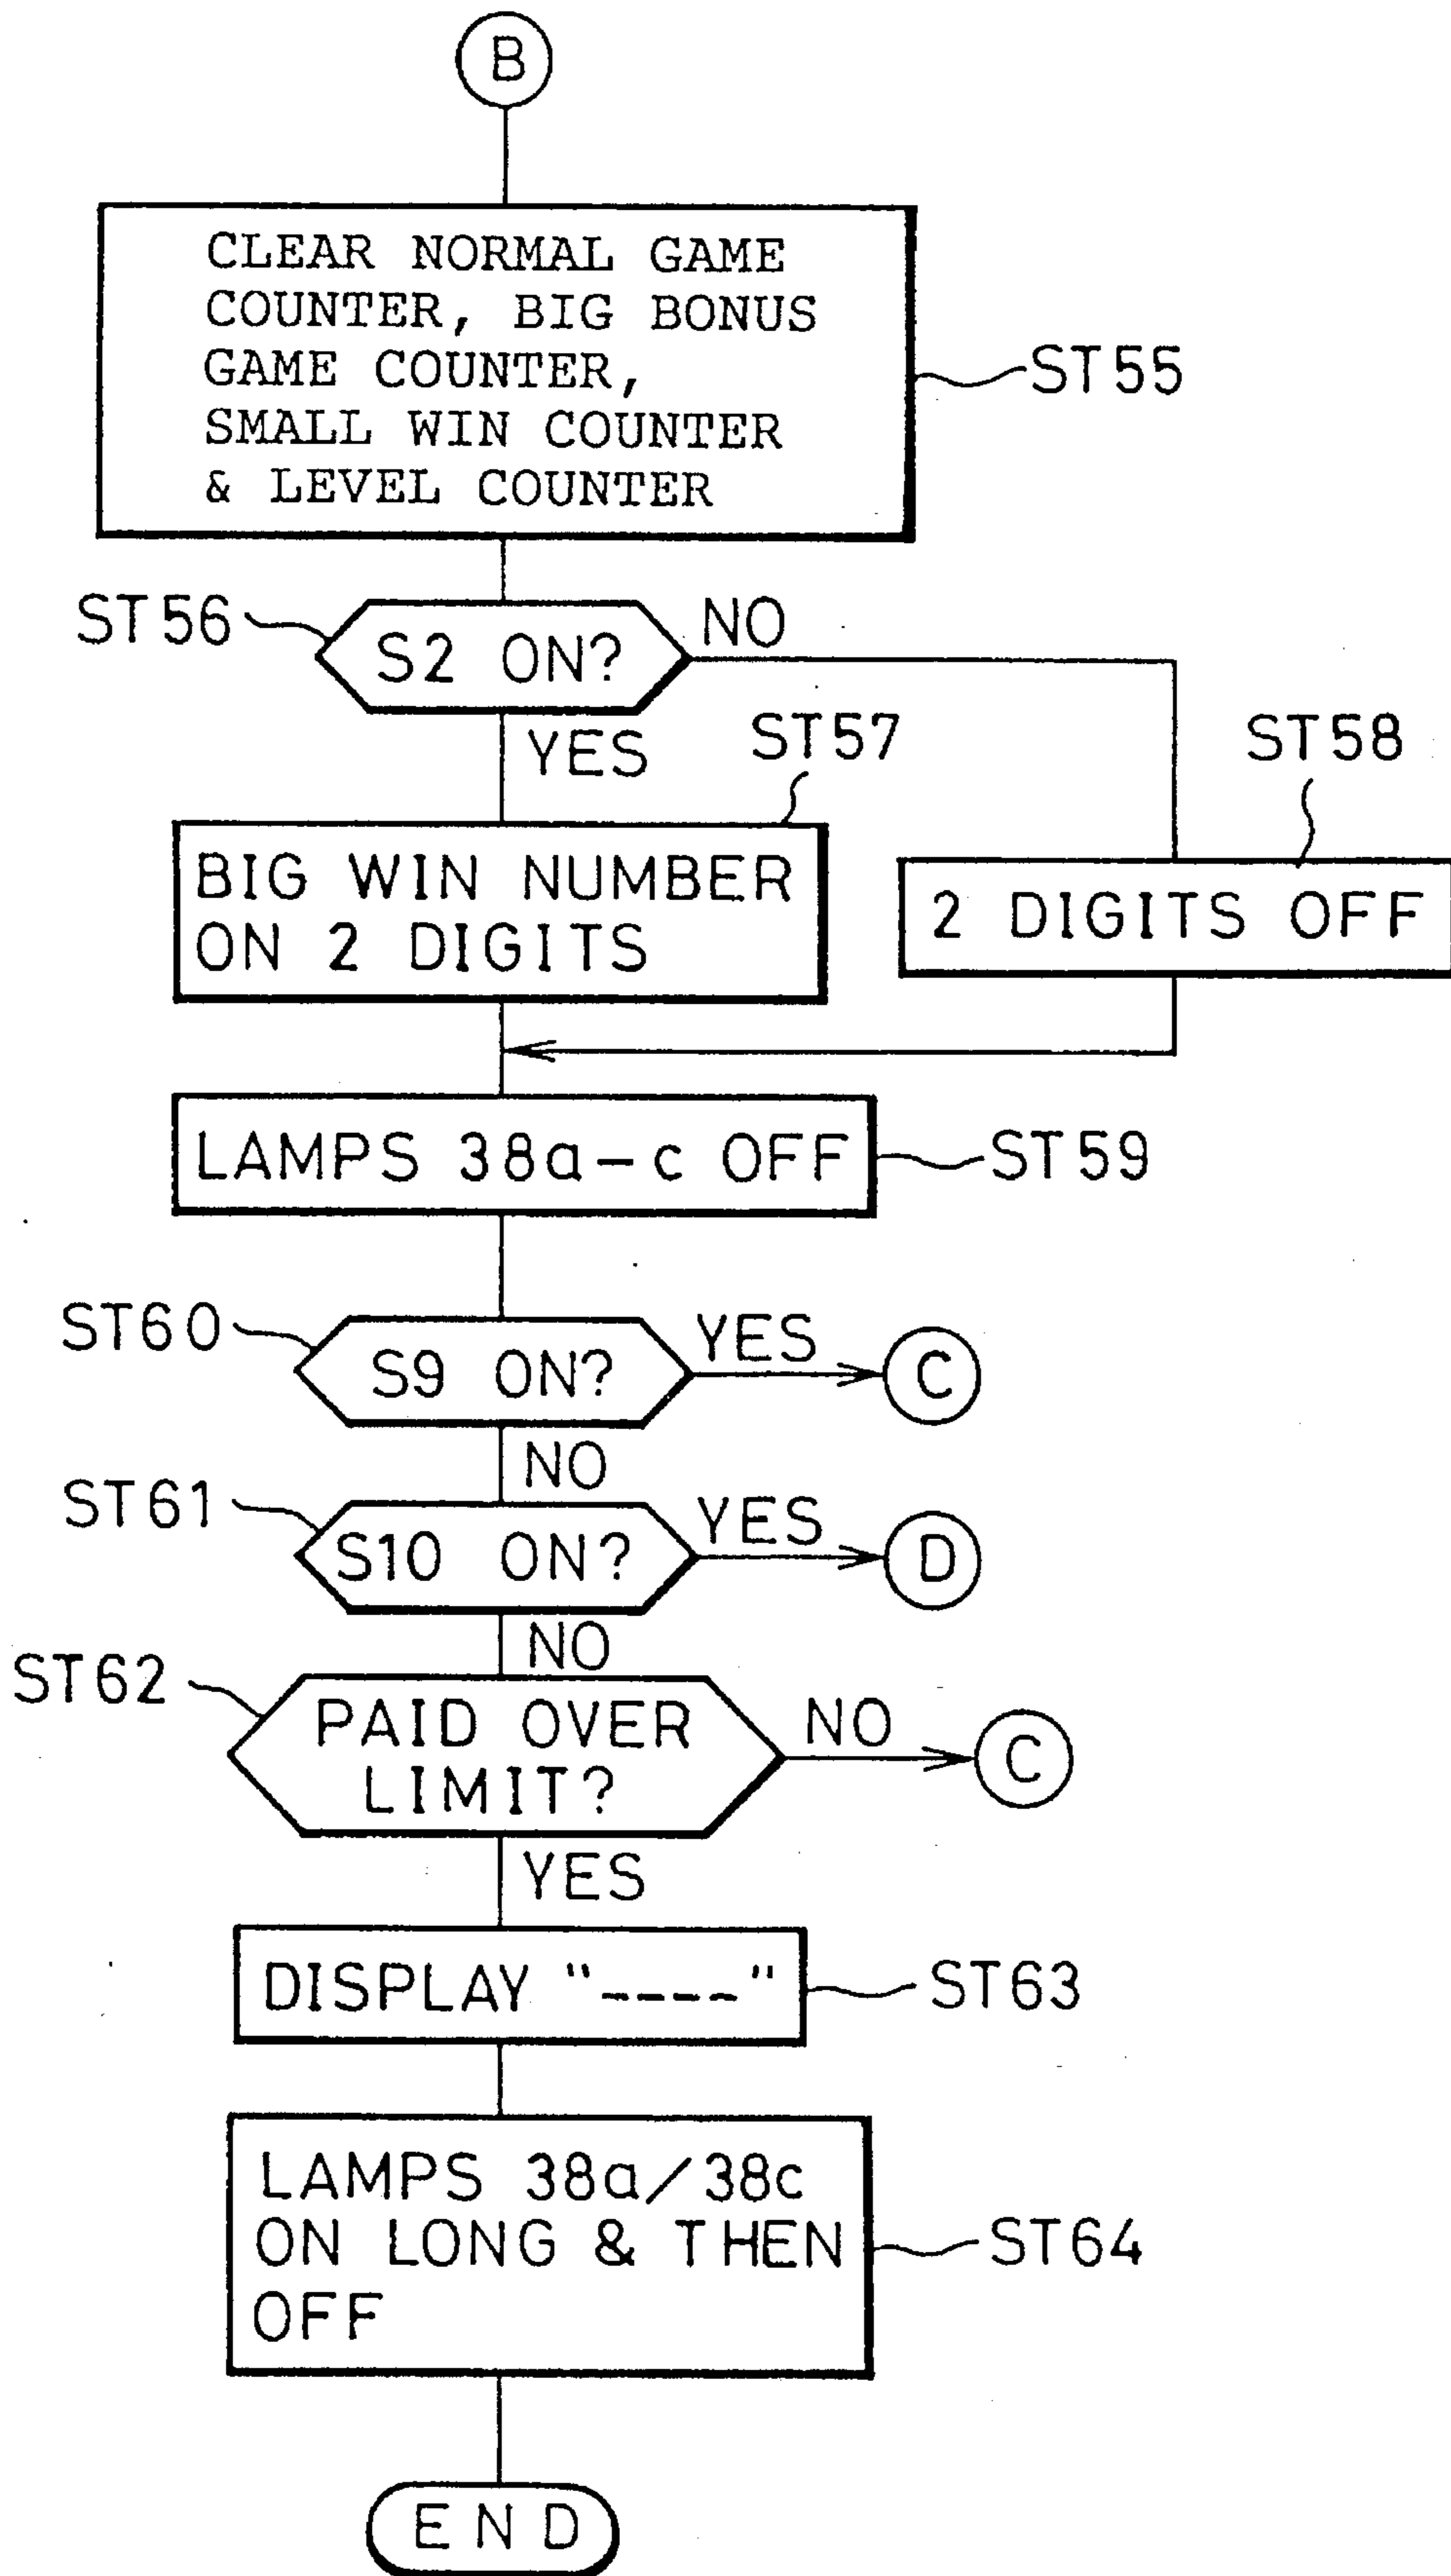 B
CLEAR NORMAL GAME
COUNTER, BIG BONUS
GAME COUNTER,
SMALL WIN COUNTER
& LEVEL COUNTER
ST55
ST56
S2 ON?
NO
YES
ST57
ST58
BIG WIN NUMBER
ON 2 DIGITS
2 DIGITS OFF
LAMPS 38a-c OFF
ST59
ST60
S9 ON?
YES
C
NO
ST61
S10 ON?
YES
D
NO
ST62
PAID OVER
LIMIT?
NO
C
YES
DISPLAY "----"
ST63
LAMPS 38a/38c
ON LONG & THEN
OFF
ST64
END